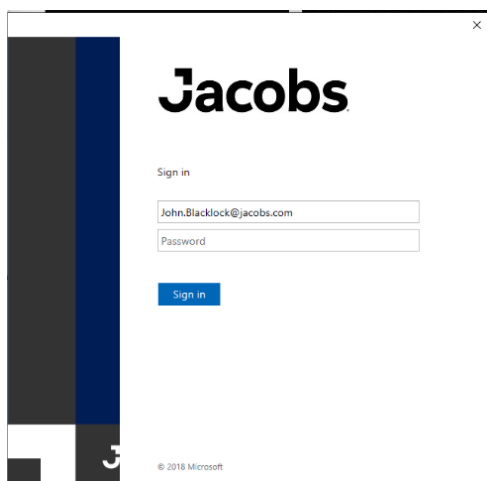 Jacobs
Sign in
John.Blacklock@jacobs.com
Password
Sign in
J
© 2018 Microsoft